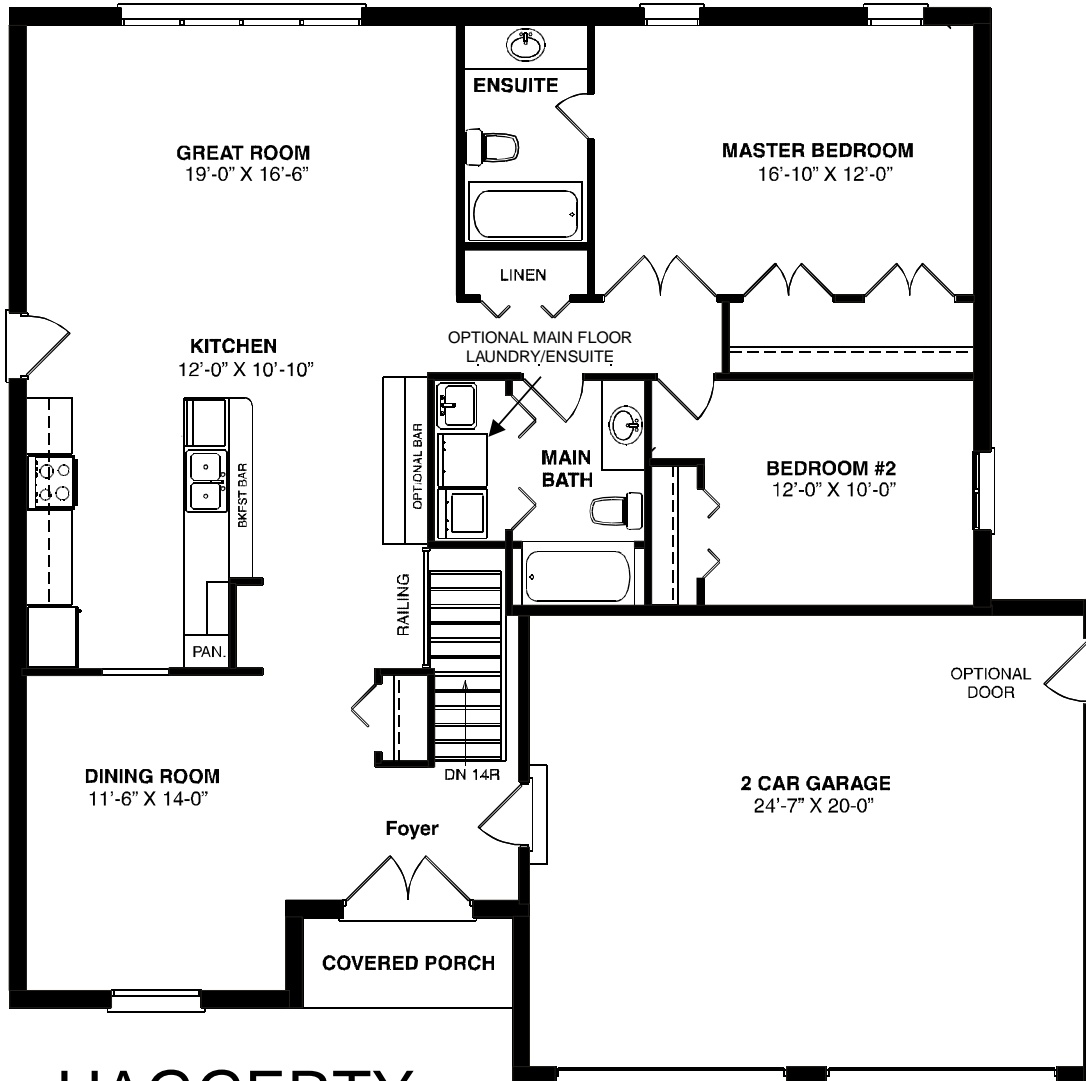 ENSUITE
GREAT ROOM
19'-0” X 16'-6”
MASTER BEDROOM
16'-10” X 12'-0”
LINEN
OPTIONAL MAIN FLOOR
LAUNDRY/ENSUITE
KITCHEN
12'-0” X 10'-10”
OPTIONAL BAR
BKFST BAR
MAIN
BATH
BEDROOM #2
12'-0” X 10'-0”
RAILING
PAN.
OPTIONAL
DOOR
DN 14R
DINING ROOM
11'-6” X 14'-0”
2 CAR GARAGE
24'-7” X 20'-0”
Foyer
COVERED PORCH
HAGGERTY